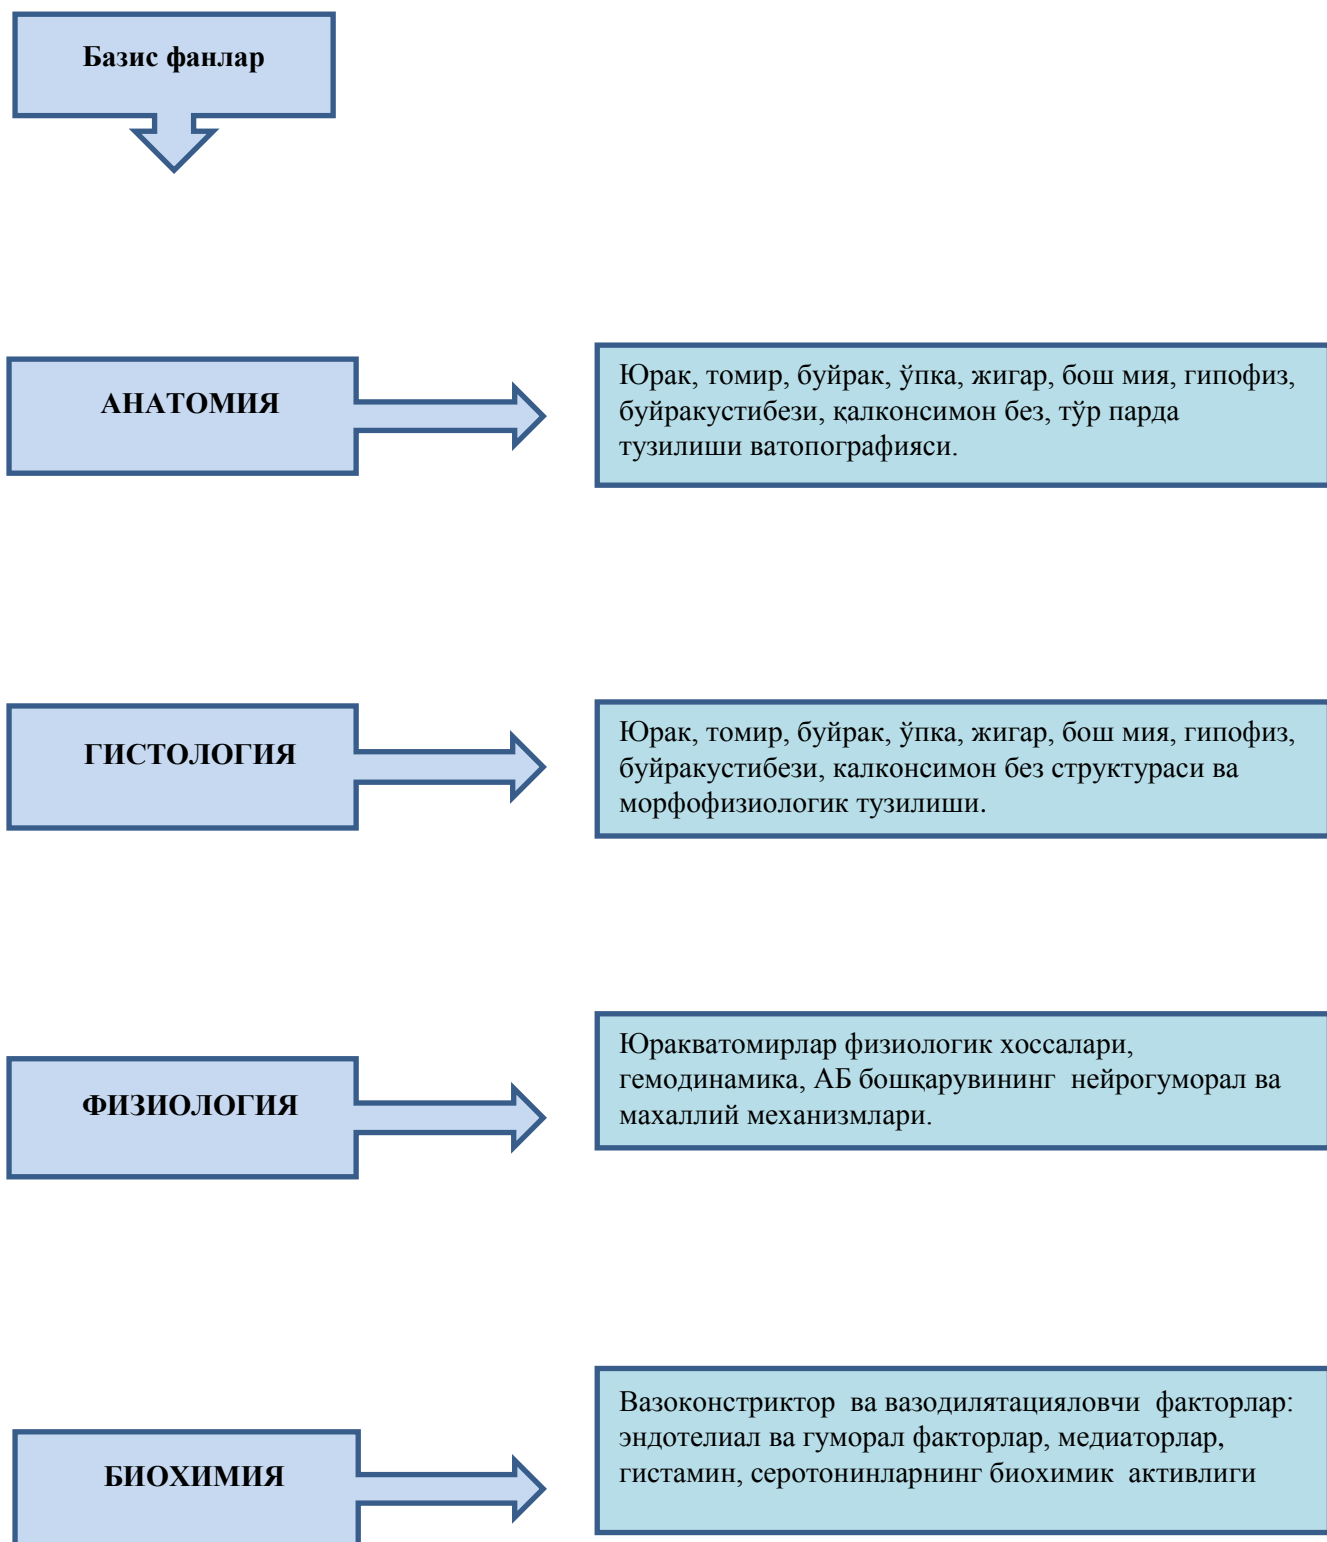 Базис фанлар
АНАТОМИЯ
Юрак, томир, буйрак, ўпка, жигар, бош мия, гипофиз,
буйракустибези, қалконсимон без, тўр парда
тузилиши ватопографияси.
ГИСТОЛОГИЯ
Юрак, томир, буйрак, ўпка, жигар, бош мия, гипофиз,
буйракустибези, калконсимон без структураси ва
морфофизиологик тузилиши.
ФИЗИОЛОГИЯ
Юракватомирлар физиологик хоссалари,
гемодинамика, АБ бошқарувининг нейрогуморал ва
махаллий механизмлари.
БИОХИМИЯ
Вазоконстриктор ва вазодилятацияловчи факторлар:
эндотелиал ва гуморал факторлар, медиаторлар,
гистамин, серотонинларнинг биохимик активлиги